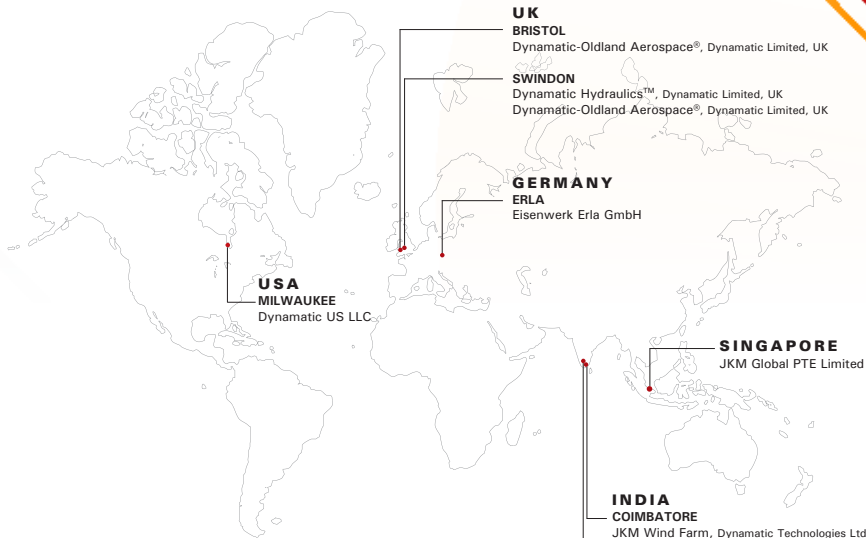 UK
BRISTOL
Dynamatic-Oldland Aerospace®, Dynamatic Limited, UK
SWINDON
Dynamatic Hydraulics™, Dynamatic Limited, UK
Dynamatic-Oldland Aerospace®, Dynamatic Limited, UK
GERMANY
ERLA
Eisenwerk Erla GmbH
USA
MILWAUKEE
Dynamatic US LLC
SINGAPORE
JKM Global PTE Limited
INDIA
COIMBATORE
JKM Wind Farm, Dynamatic Technologies Ltd